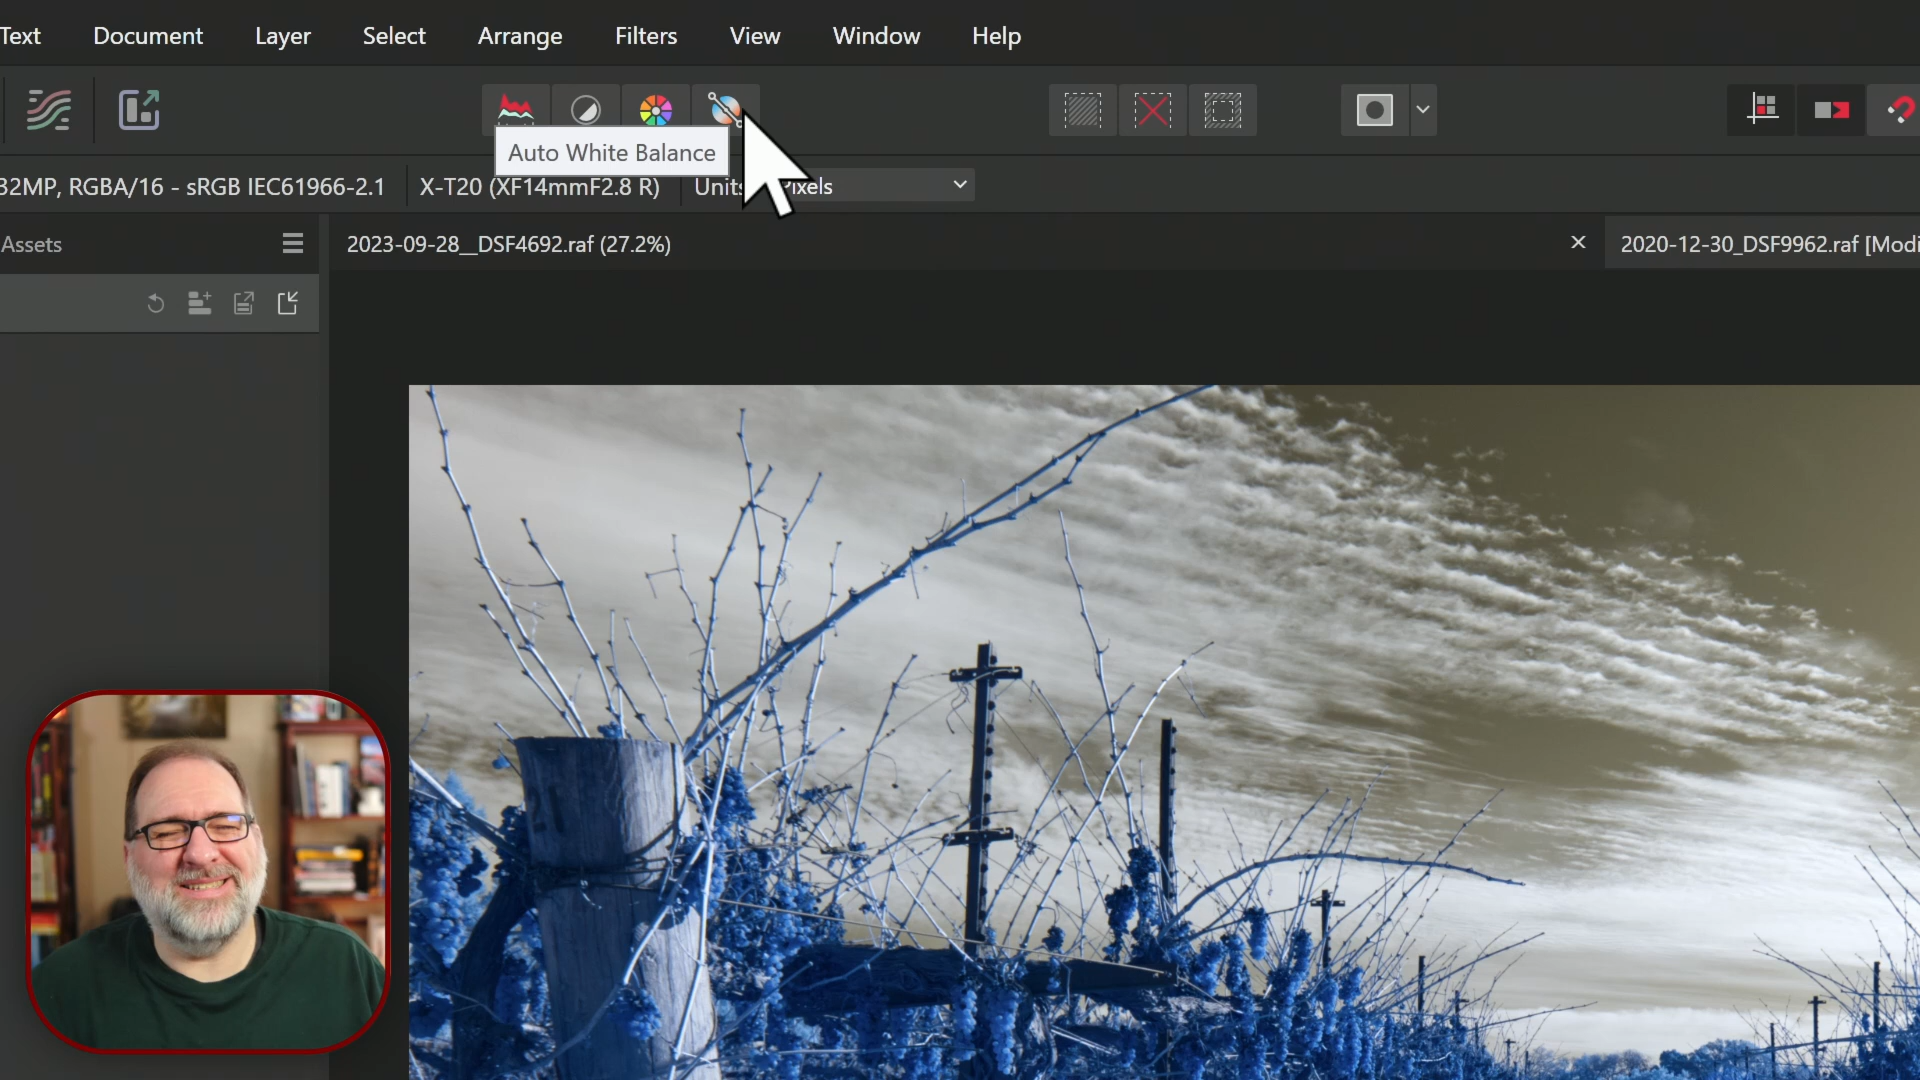 Text Document Layer Select Arrange Filters View Window Help
Auto White Balance
32MP, RGBA/16 - sRGB IEC61966-2.1 X-T20 (XF14mmF2.8 R) Units: Pixels
Assets 2023-09-28__DSF4692.raf (27.2%) 2020-12-30_DSF9962.raf [Modi